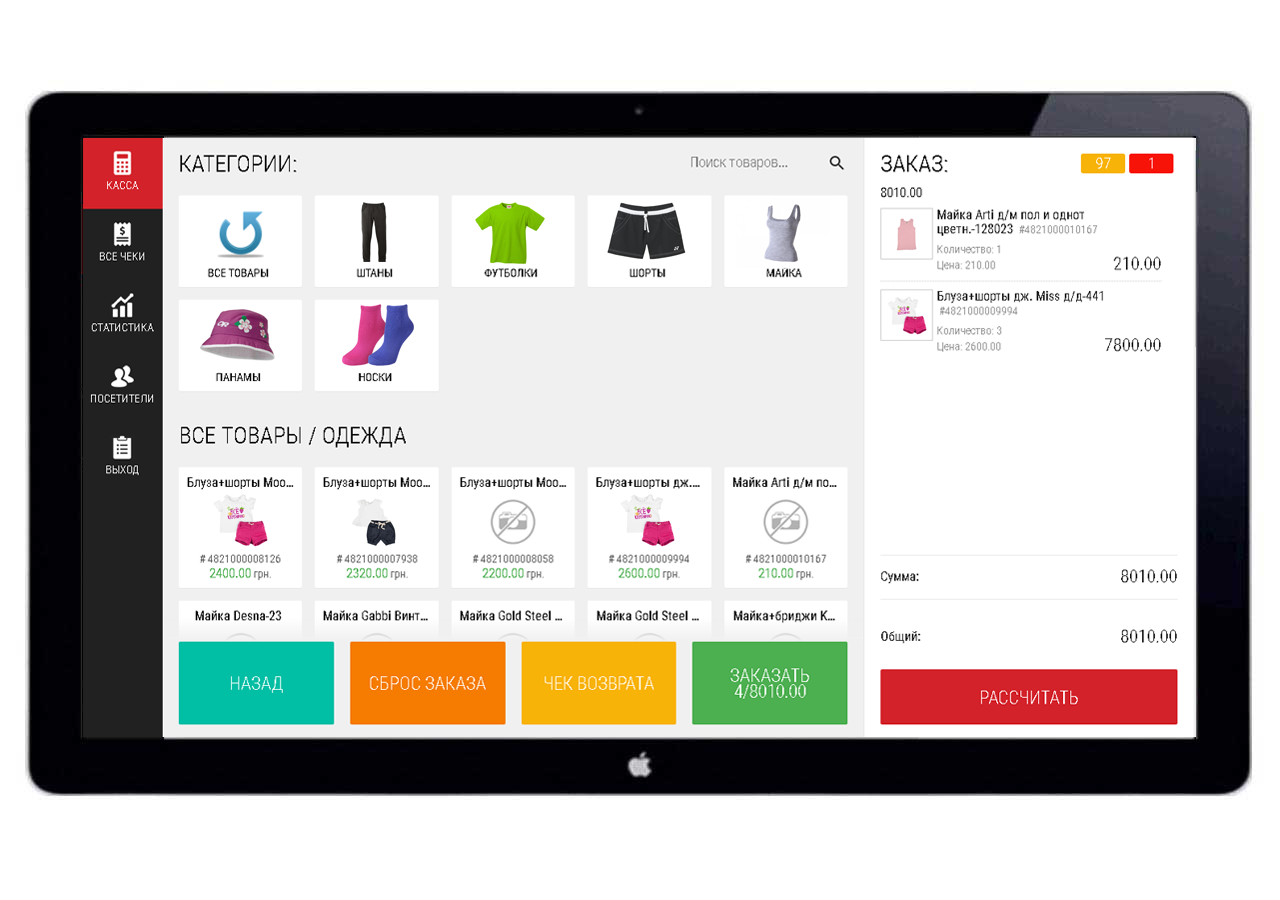 КАССА
ВСЕ ЧЕКИ
СТАТИСТИКА
ПОСЕТИТЕЛИ
ВЫХОД
КАТЕГОРИИ:
Поиск товаров...
ВСЕ ТОВАРЫ
ШТАНЫ
ФУТБОЛКИ
ШОРТЫ
МАЙКА
ПАНАМЫ
НОСКИ
ВСЕ ТОВАРЫ / ОДЕЖДА
Блуза+шорты Моо...
# 4821000008126
2400.00 грн.
Блуза+шорты Моо...
# 4821000007938
2320.00 грн.
Блуза+шорты Моо...
# 4821000008058
2200.00 грн.
Блуза+шорты дж....
# 4821000009994
2600.00 грн.
Майка Arti д/м по...
# 4821000010167
210.00 грн.
Майка Desna-23
Майка Gabbi Винт...
Майка Gold Steel ...
Майка Gold Steel ...
Майка+бриджи К...
НАЗАД
СБРОС ЗАКАЗА
ЧЕК ВОЗВРАТА
ЗАКАЗАТЬ
4/8010.00
ЗАКАЗ:
97
1
8010.00
Майка Arti д/м пол и однот
цветн.-128023 #4821000010167
Количество: 1
Цена: 210.00
210.00
Блуза+шорты дж. Miss д/д-441
#4821000009994
Количество: 3
Цена: 2600.00
7800.00
Сумма: 8010.00
Общий: 8010.00
РАССЧИТАТЬ